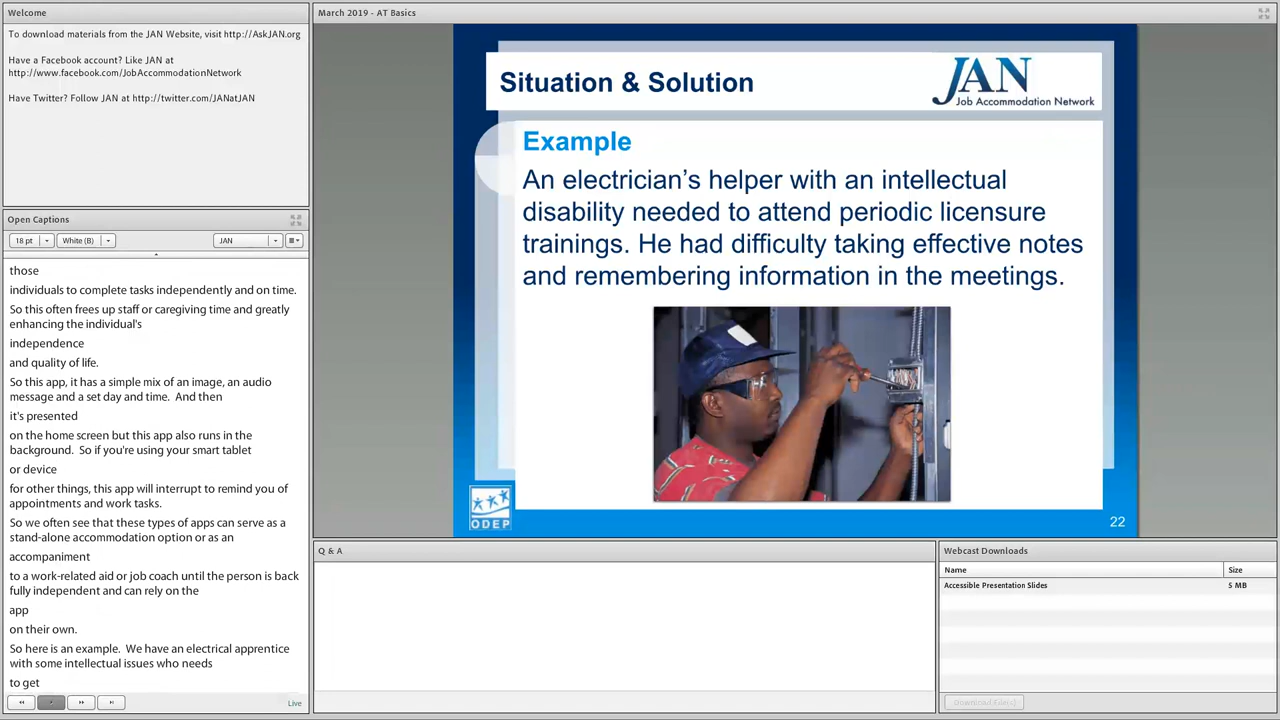 Welcome
To download materials from the JAN Website, visit http://AskJAN.org
Have a Facebook account? Like JAN at
http://www.facebook.com/JobAccommodationNetwork
Have Twitter? Follow JAN at http://twitter.com/JANatJAN
Open Captions
18 pt
White (B)
JAN
those
individuals to complete tasks independently and on time.
So this often frees up staff or caregiving time and greatly
enhancing the individual's
independence
and quality of life.
So this app, it has a simple mix of an image, an audio
message and a set day and time.  And then
it's presented
on the home screen but this app also runs in the
background.  So if you're using your smart tablet
or device
for other things, this app will interrupt to remind you of
appointments and work tasks.
So we often see that these types of apps can serve as a
stand-alone accommodation option or as an
accompaniment
to a work-related aid or job coach until the person is back
fully independent and can rely on the
app
on their own.
So here is an example.  We have an electrical apprentice
with some intellectual issues who needs
to get
Live
March 2019 - AT Basics
Situation & Solution
JAN
Job Accommodation Network
Example
An electrician’s helper with an intellectual
disability needed to attend periodic licensure
trainings. He had difficulty taking effective notes
and remembering information in the meetings.
ODEP
22
Q & A
Webcast Downloads
Name Size
Accessible Presentation Slides 5 MB
Download File(s)